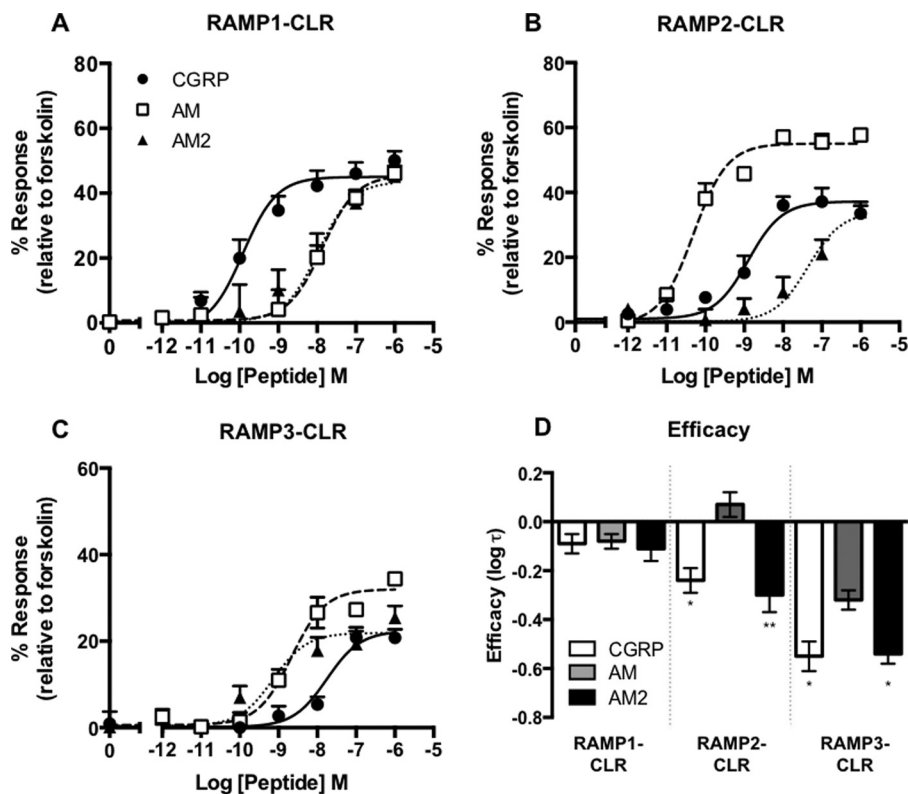 A
RAMP1-CLR
CGRP
AM
AM2
% Response
(relative to forskolin)
80
60
40
20
0
0
-12
-11
-10
-9
-8
-7
-6
-5
Log [Peptide] M
B
RAMP2-CLR
% Response
(relative to forskolin)
80
60
40
20
0
0
-12
-11
-10
-9
-8
-7
-6
-5
Log [Peptide] M
C
RAMP3-CLR
% Response
(relative to forskolin)
60
40
20
0
0
-12
-11
-10
-9
-8
-7
-6
-5
Log [Peptide] M
D
Efficacy
Efficacy (log τ)
0.2
0.0
-0.2
-0.4
-0.6
-0.8
*
**
*
*
CGRP
AM
AM2
RAMP1-
CLR
RAMP2-
CLR
RAMP3-
CLR